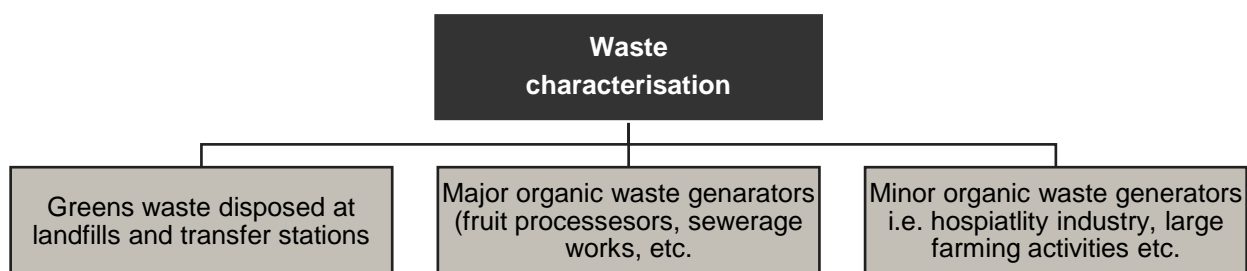 Waste
characterisation
Greens waste disposed at
landfills and transfer stations
Major organic waste genarators
(fruit processesors, sewerage
works, etc.
Minor organic waste generators
i.e. hospiatlity industry, large
farming activities etc.